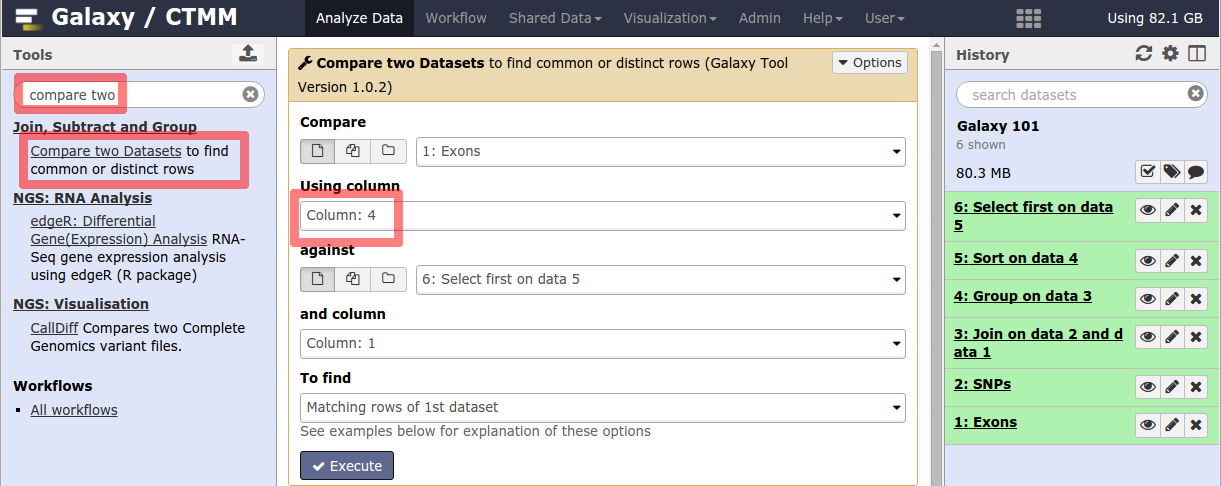 Galaxy / CTMM
Analyze Data
Workflow
Shared Data
Visualization
Admin
Help
User
Using 82.1 GB
Tools
compare two
Join, Subtract and Group
Compare two Datasets to find
common or distinct rows
NGS: RNA Analysis
edgeR: Differential
Gene(Expression) Analysis RNA-
Seq gene expression analysis
using edgeR (R package)
NGS: Visualisation
CallDiff Compares two Complete
Genomics variant files.
Workflows
All workflows
Compare two Datasets to find common or distinct rows (Galaxy Tool
Version 1.0.2)
Options
Compare
1: Exons
Using column
Column: 4
against
6: Select first on data 5
and column
Column: 1
To find
Matching rows of 1st dataset
See examples below for explanation of these options
Execute
History
search datasets
Galaxy 101
6 shown
80.3 MB
6: Select first on data
5
5: Sort on data 4
4: Group on data 3
3: Join on data 2 and d
ata 1
2: SNPs
1: Exons